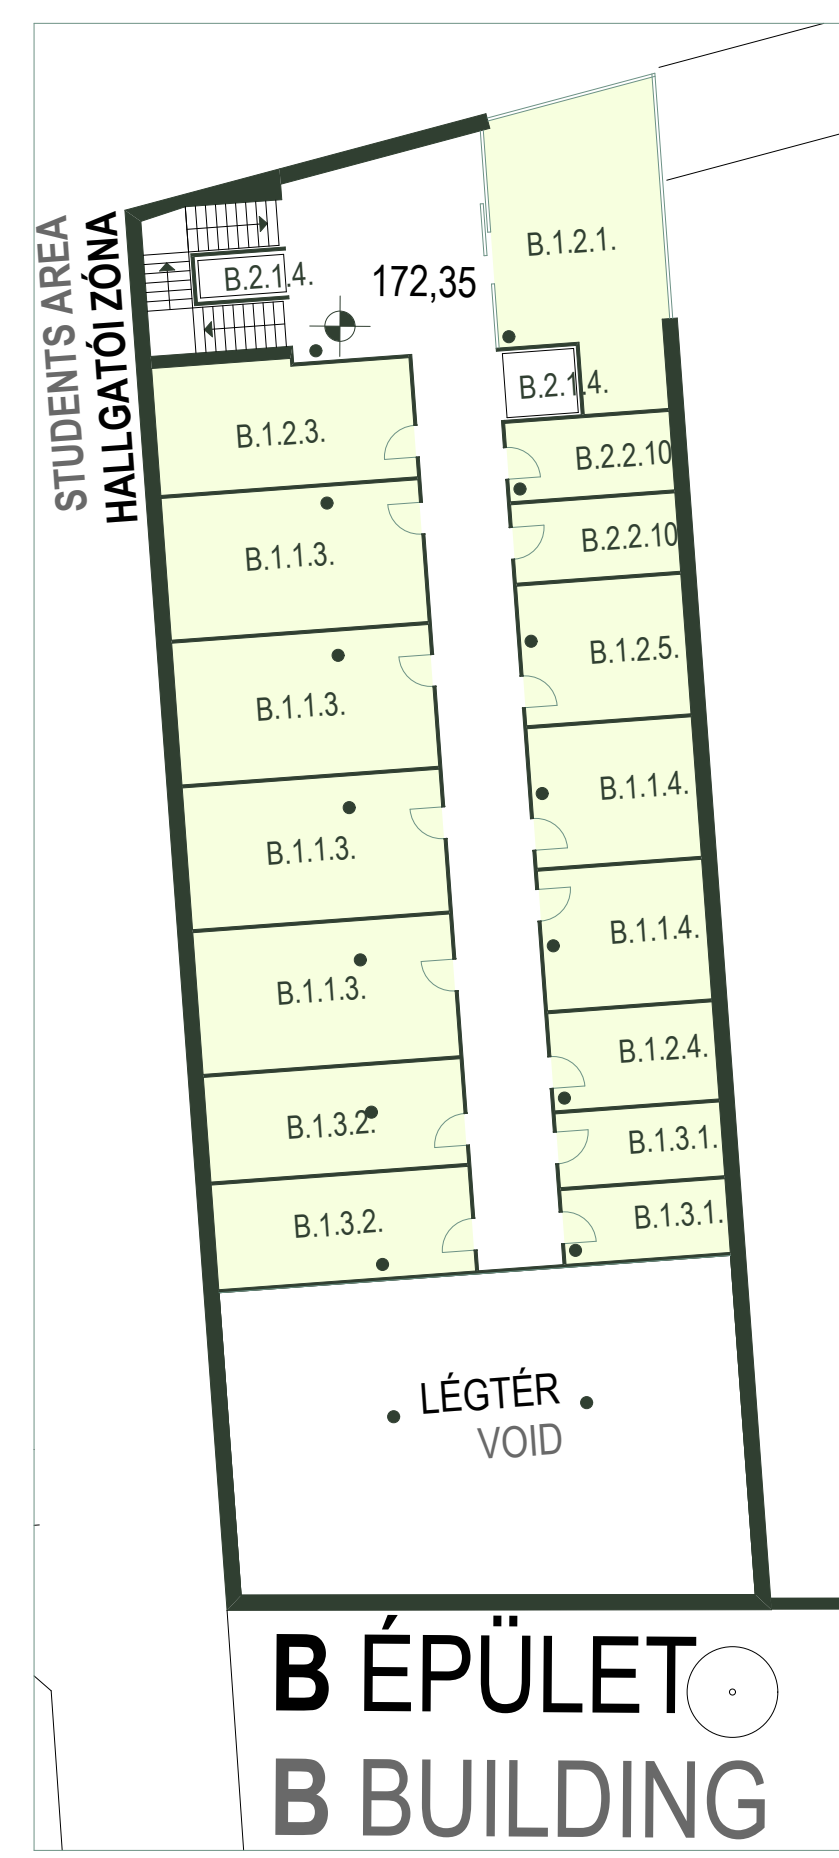 STUDENTS AREA
HALLGATÓI ZÓNA
B.1.2.1.
B.2.1.4.
172,35
B.2.1.4.
B.1.2.3.
B.2.2.10
B.1.1.3.
B.2.2.10
B.1.2.5.
B.1.1.3.
B.1.1.4.
B.1.1.3.
B.1.1.4.
B.1.1.3.
B.1.2.4.
B.1.3.2.
B.1.3.1.
B.1.3.2.
B.1.3.1.
LÉGTÉR
VOID
B ÉPÜLET
B BUILDING